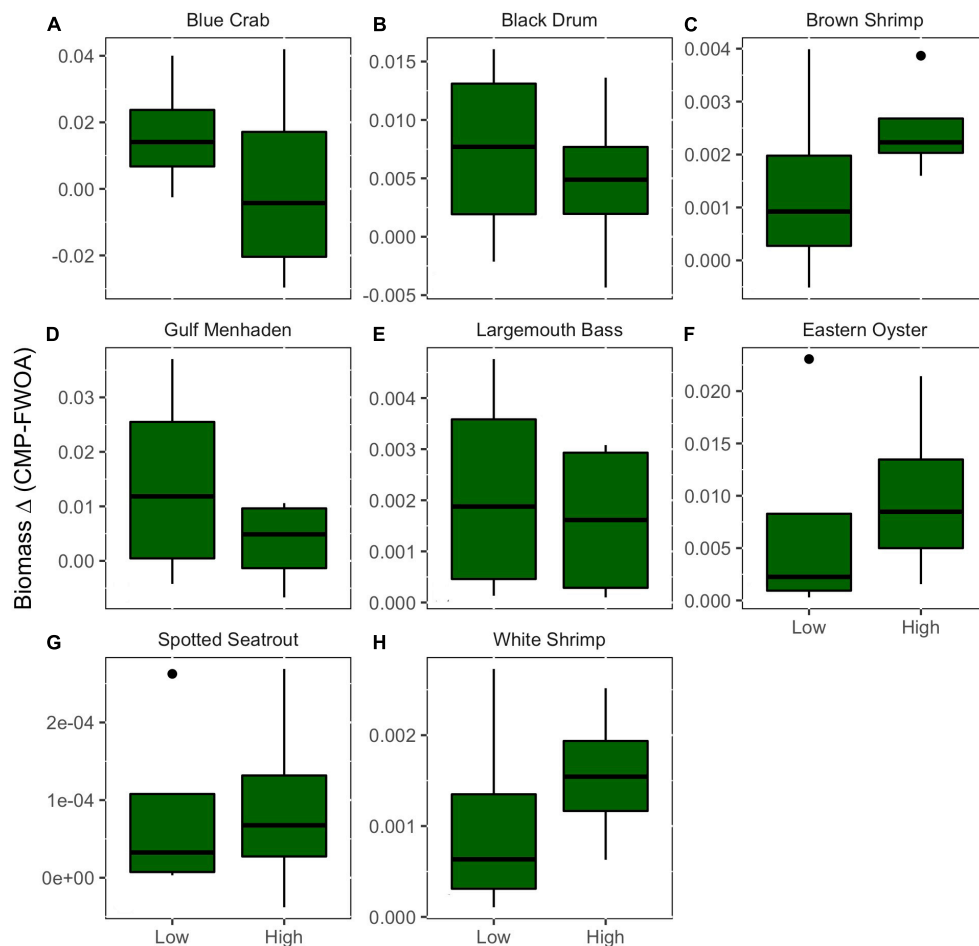 A Blue Crab
0.04
0.02
0.00
-0.02
B Black Drum
0.015
0.010
0.005
0.000
-0.005
C Brown Shrimp
0.004
0.003
0.002
0.001
0.000
Biomass Δ (CMP-FWOA)
D Gulf Menhaden
0.03
0.02
0.01
0.00
E Largemouth Bass
0.004
0.003
0.002
0.001
0.000
F Eastern Oyster
0.020
0.015
0.010
0.005
0.000
Low High
G Spotted Seatrout
2e-04
1e-04
0e+00
Low High
H White Shrimp
0.002
0.001
0.000
Low High